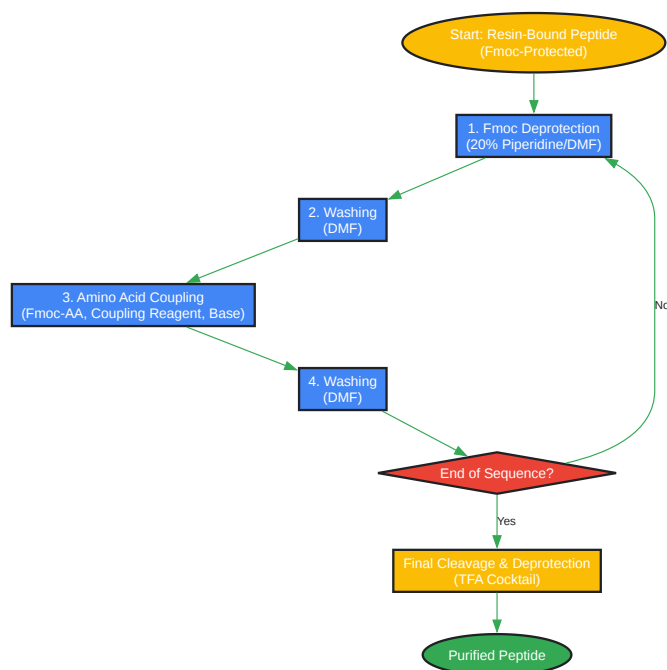 Start: Resin-Bound Peptide
(Fmoc-Protected)
1. Fmoc Deprotection
(20% Piperidine/DMF)
2. Washing
(DMF)
3. Amino Acid Coupling
(Fmoc-AA, Coupling Reagent, Base)
No
4. Washing
(DMF)
End of Sequence?
Yes
Final Cleavage & Deprotection
(TFA Cocktail)
Purified Peptide